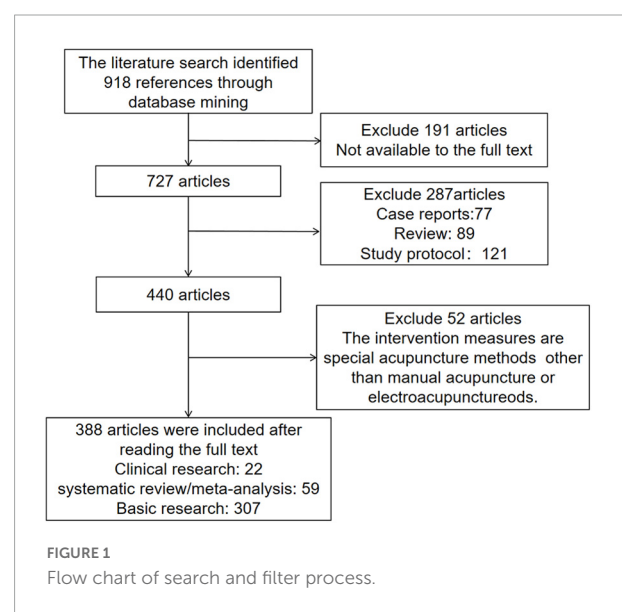 The literature search identified
918 references through
database mining
Exclude 191 articles
Not available to the full text
727 articles
Exclude 287articles
Case reports:77
Review: 89
Study protocol： 121
440 articles
Exclude 52 articles
The intervention measures are
special acupuncture methods other
than manual acupuncture or
electroacupunctureods.
388 articles were included after
reading the full text
Clinical research: 22
systematic review/meta-analysis: 59
Basic research: 307
FIGURE 1
Flow chart of search and filter process.